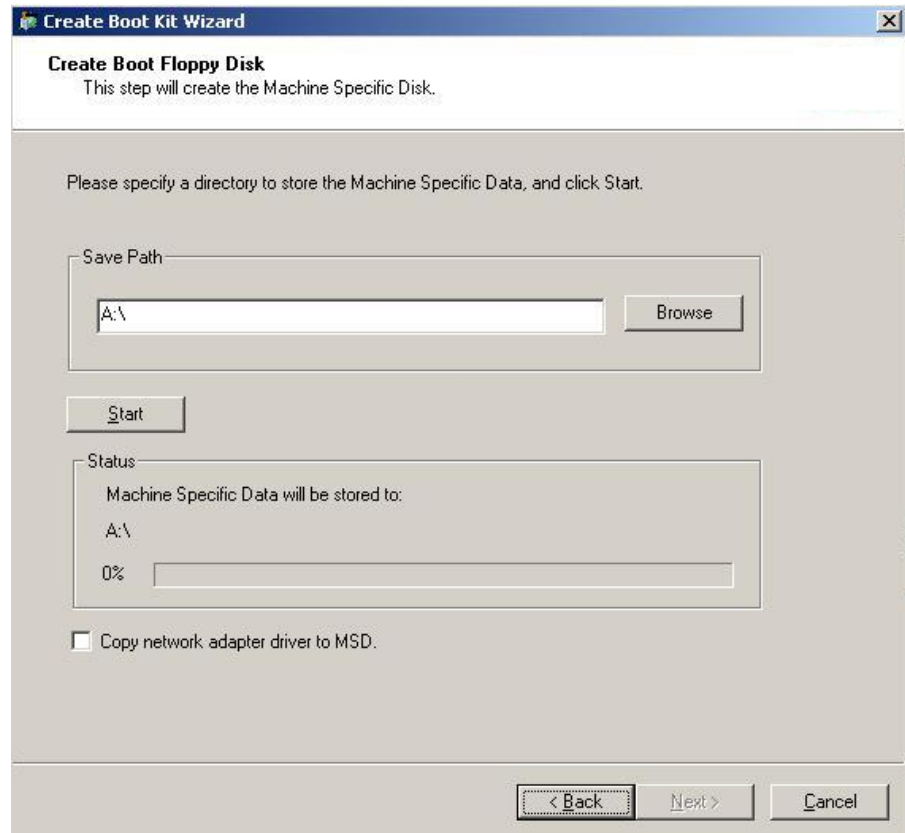 Create Boot Kit Wizard
Create Boot Floppy Disk
This step will create the Machine Specific Disk.
Please specify a directory to store the Machine Specific Data, and click Start.
Save Path
A:\
Browse
Start
Status
Machine Specific Data will be stored to:
A:\
0%
Copy network adapter driver to MSD.
< Back
Next >
Cancel